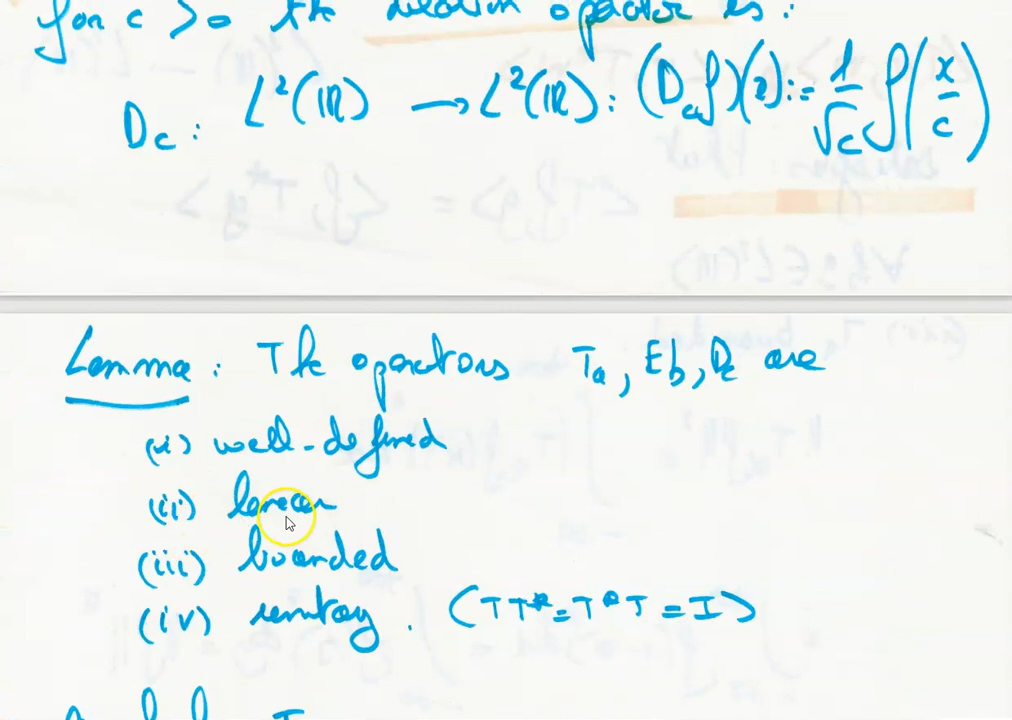 for c > 0 the dilation operator is:
D_c : L²(ℝ) → L²(ℝ): (D_c f)(x) := 1/√c f(x/c)
Lemma : The operators T_a, E_b, D_c are
(i) well-defined
(ii) linear
(iii) bounded
(iv) unitary. (TT* = T*T = I)